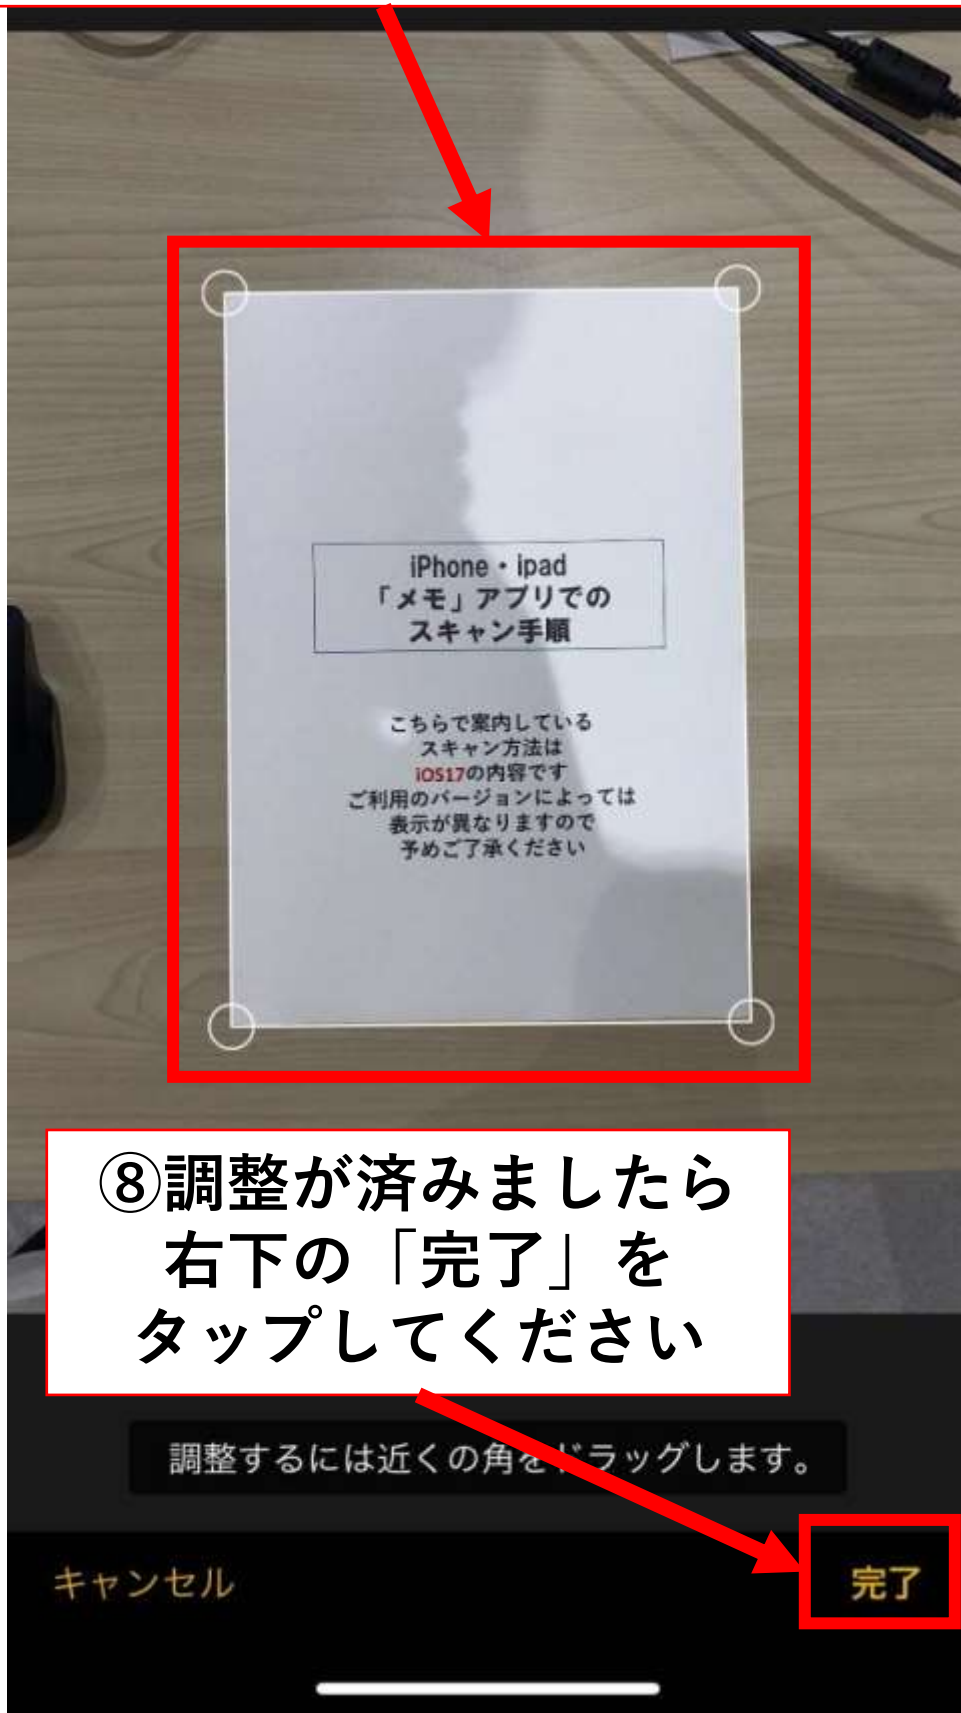 iPhone・ipad
「メモ」アプリでの
スキャン手順
こちらで案内している
スキャン方法は
iOS17の内容です
ご利用のバージョンによっては
表示が異なりますので
予めご了承ください
⑧調整が済みましたら
右下の「完了」を
タップしてください
調整するには近くの角をドラッグします。
キャンセル
完了